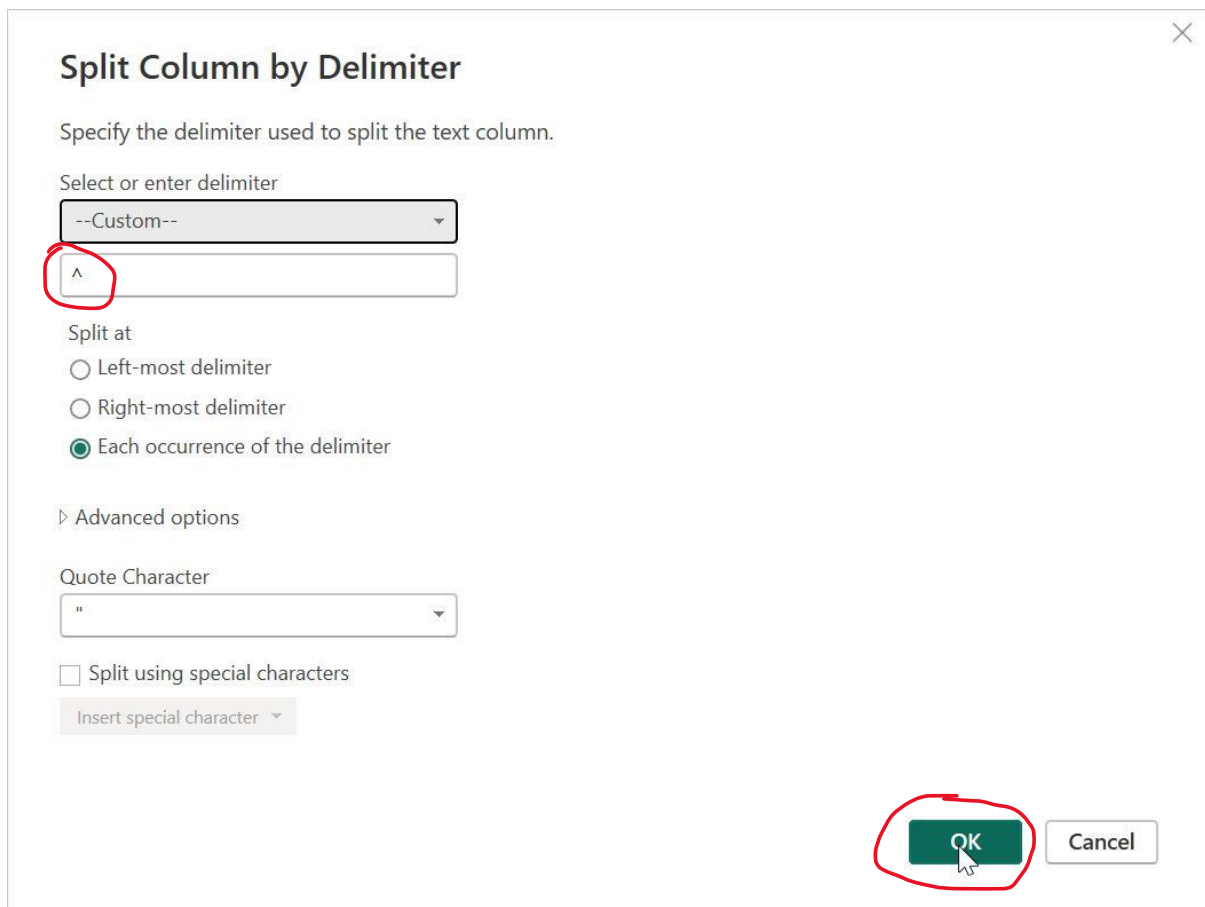 Split Column by Delimiter
Specify the delimiter used to split the text column.
Select or enter delimiter
--Custom--
^
Split at
Left-most delimiter
Right-most delimiter
Each occurrence of the delimiter
Advanced options
Quote Character
"
Split using special characters
Insert special character
OK
Cancel